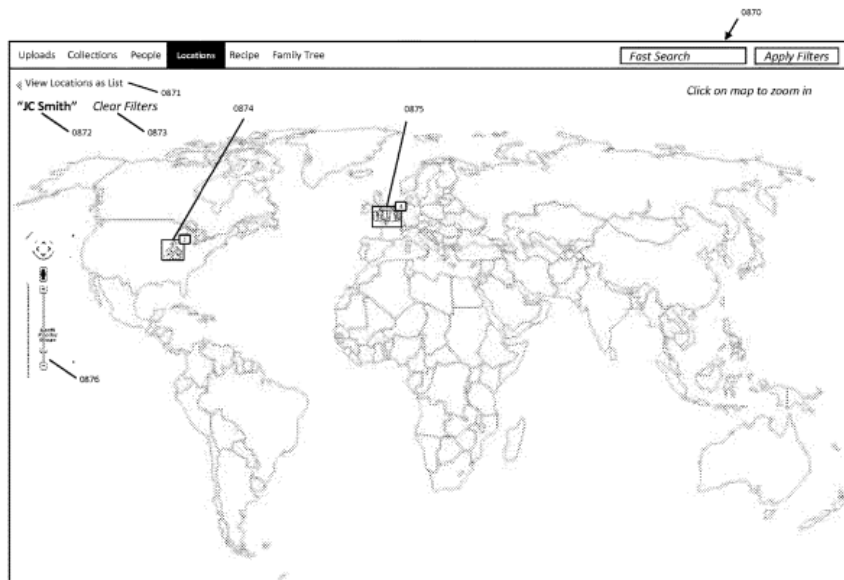 0870
Uploads Collections People Locations Recipe Family Tree Fast Search Apply Filters
View Locations as List
0871
Click on map to zoom in
"JC Smith" Clear Filters
0872
0873
0874
0875
0876